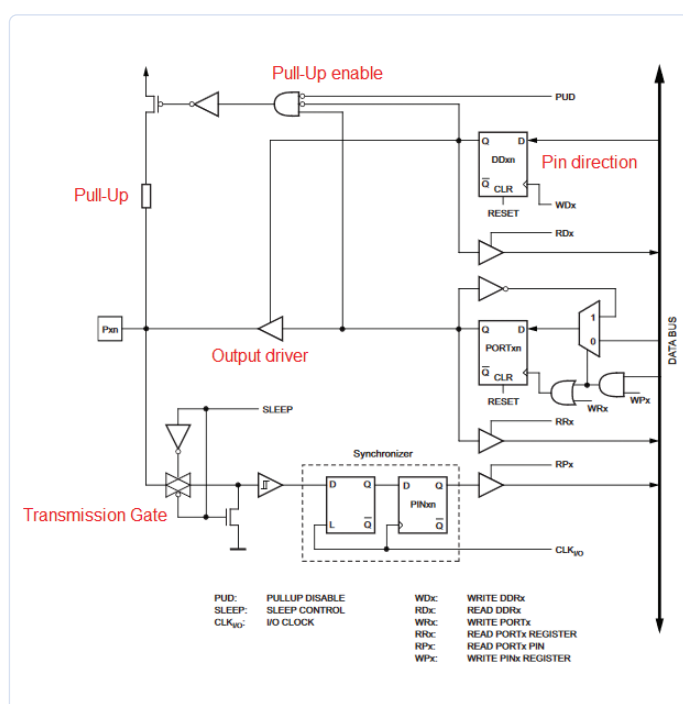 Pull-Up enable
PUD
Q D
DDxn
Q CLR
Pin direction
RESET
WDx
Pull-Up
RDx
Pxn
Output driver
1
0
Q D
PORTxn
Q CLR
RESET
WRx
WPx
DATA BUS
SLEEP
RRx
Synchronizer
RPx
Transmission Gate
D Q
L Q
D Q
PINxn
Q
CLK I/O
PUD: PULLUP DISABLE
SLEEP: SLEEP CONTROL
CLK I/O: I/O CLOCK
WDx: WRITE DDRx
RDx: READ DDRx
WRx: WRITE PORTx
RRx: READ PORTx REGISTER
RPx: READ PORTx PIN
WPx: WRITE PINx REGISTER